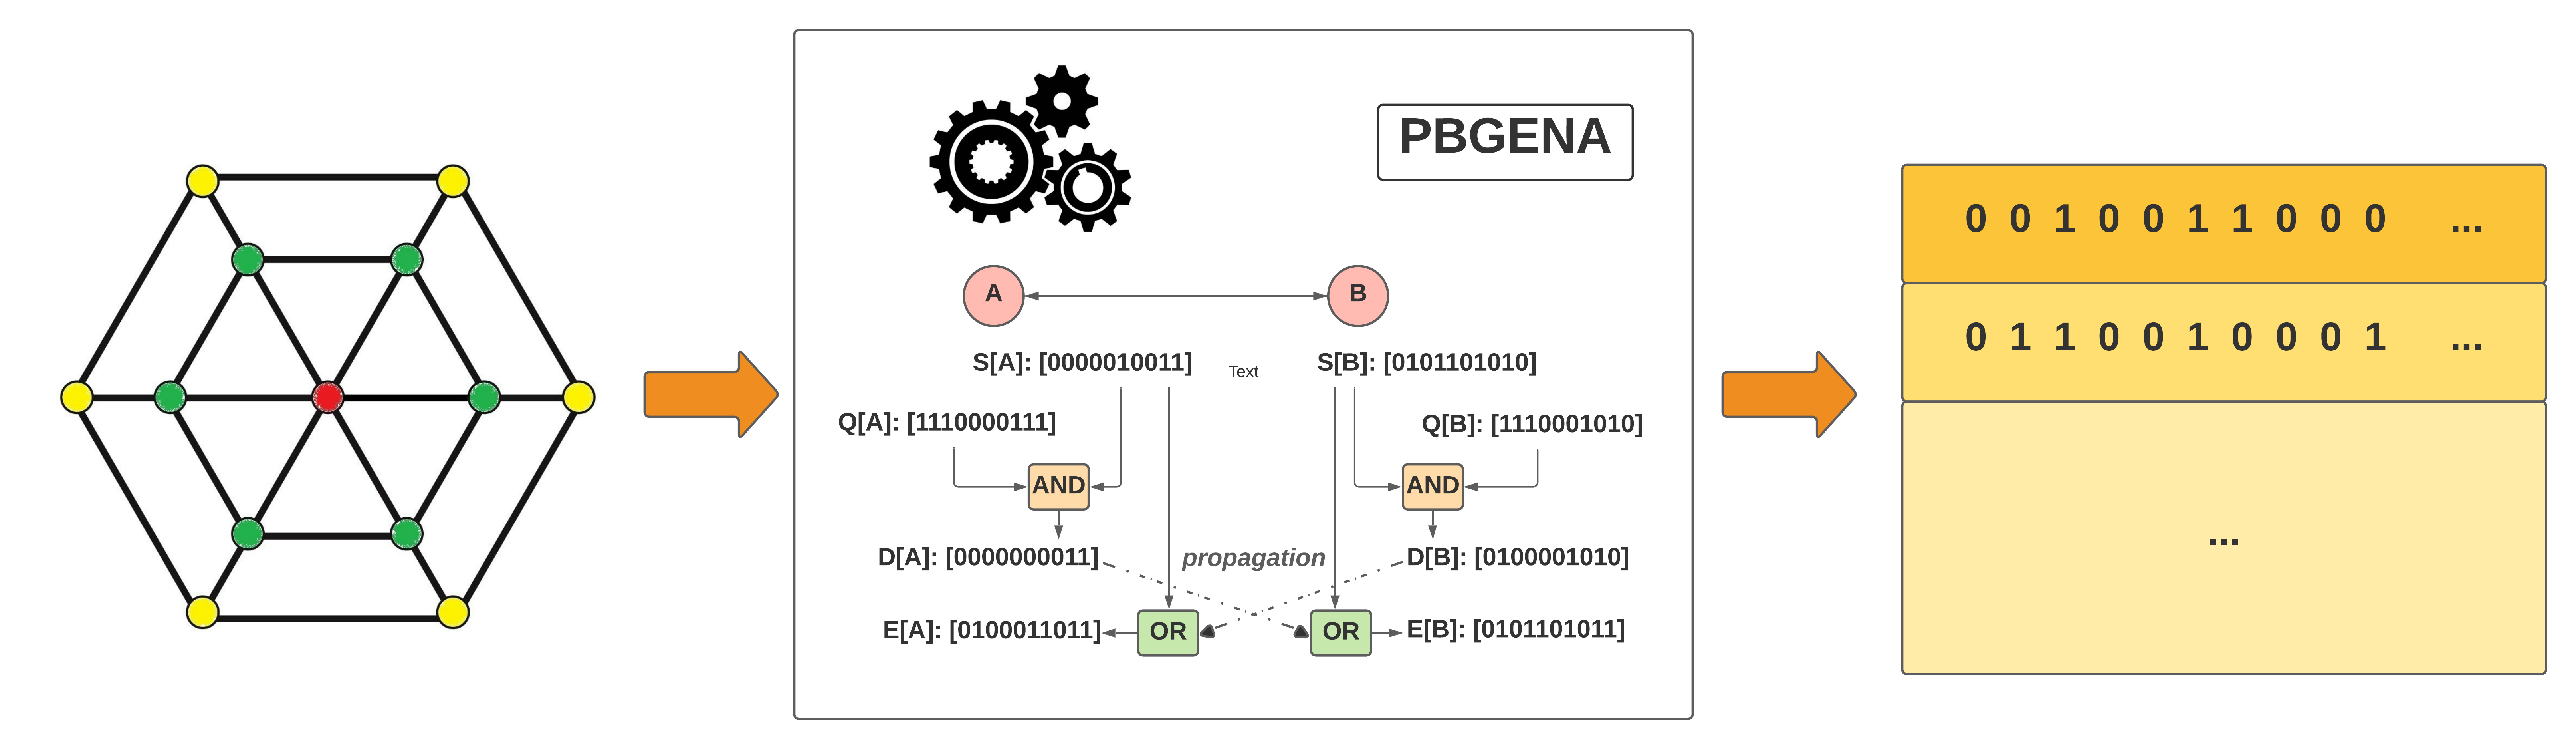 PBGENA
A
B
S[A]: [0000010011]
Text
S[B]: [0101101010]
Q[A]: [1110000111]
Q[B]: [1110001010]
AND
AND
D[A]: [0000000011]
propagation
D[B]: [0100001010]
E[A]: [0100011011]
OR
OR
E[B]: [0101101011]
0 0 1 0 0 1 1 0 0 0 ...
0 1 1 0 0 1 0 0 0 1 ...
...